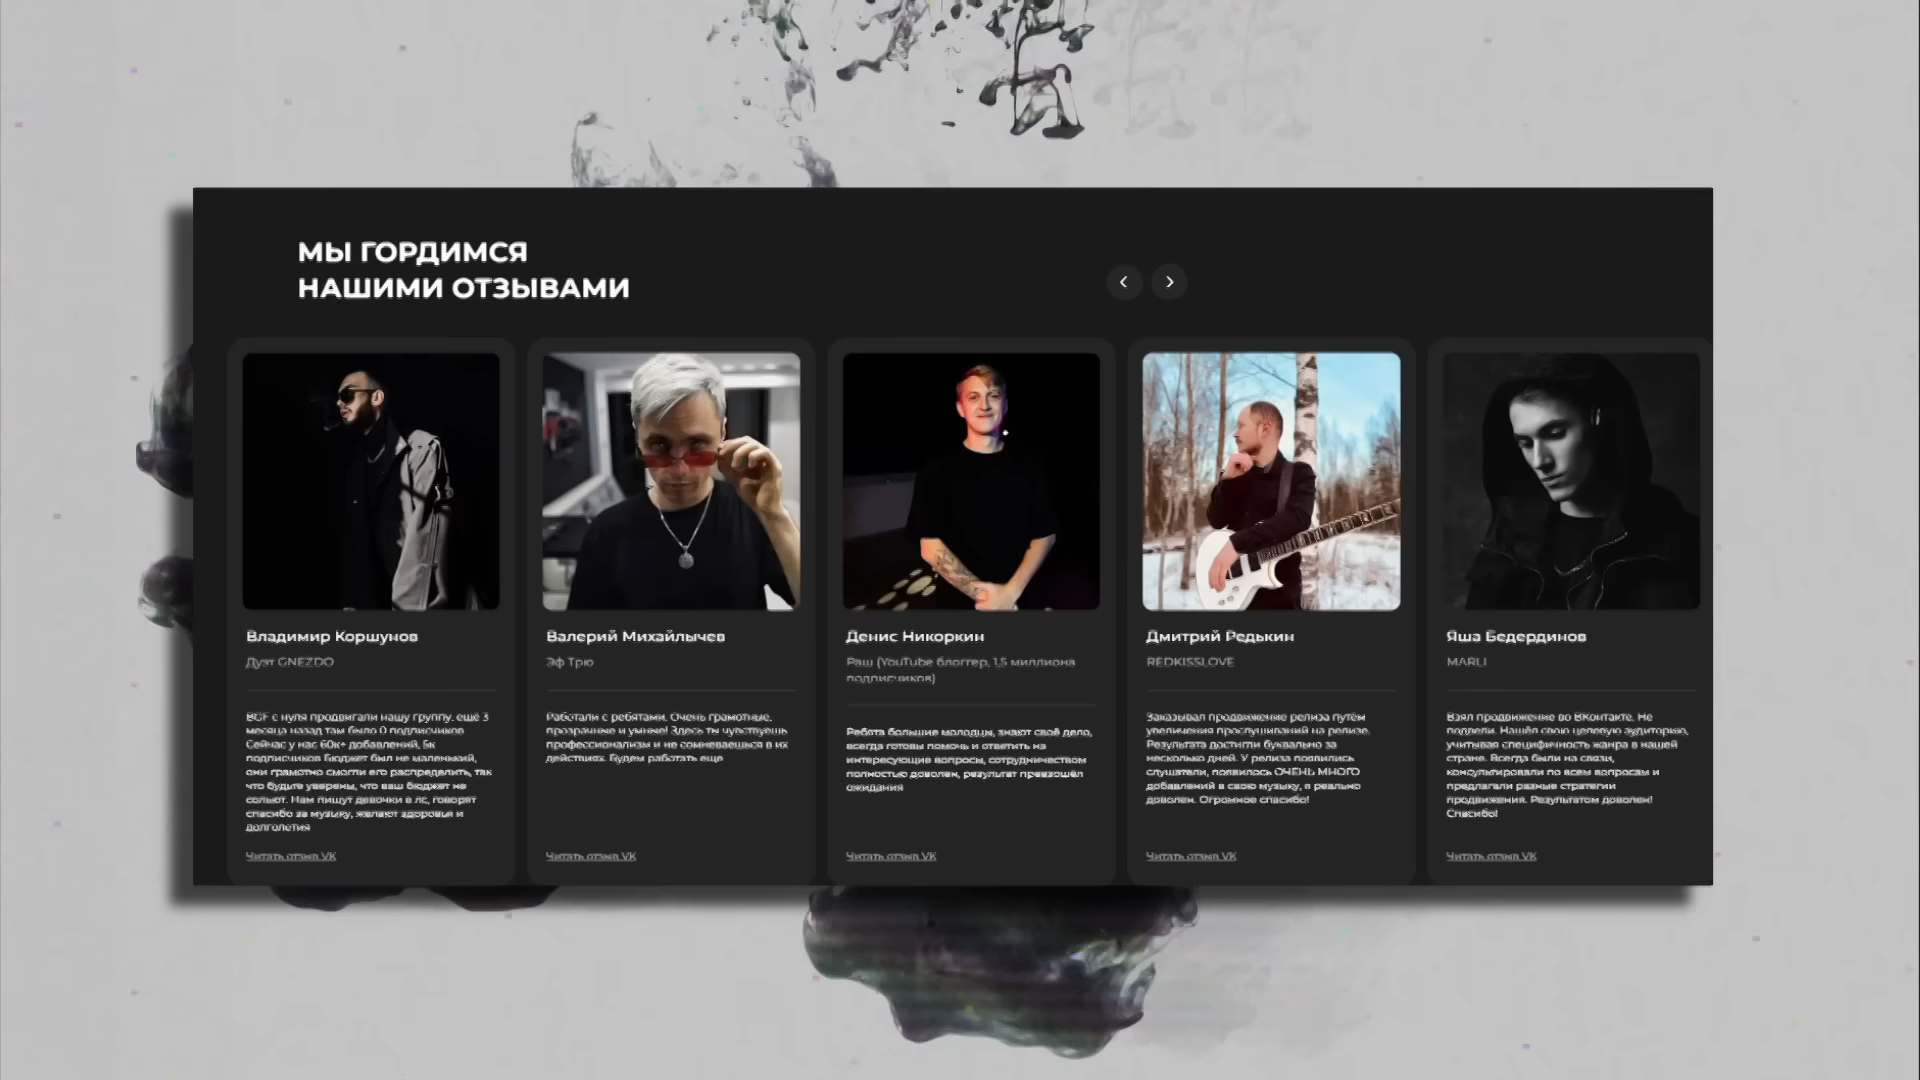 МЫ ГОРДИМСЯ
НАШИМИ ОТЗЫВАМИ
Владимир Коршунов
Дуэт GNEZDO
BGF с нуля продвигали нашу группу. ещё 3
месяца назад там было 0 подписчиков
Сейчас у нас 60к+ добавлений, 5к
подписчиков Бюджет был не маленький,
они грамотно смогли его распределить, так
что будьте уверены, что ваш бюджет не
сольют. Нам пишут девочки в лс, говорят
спасибо за музыку, желают здоровья и
долголетия
Читать отзыв VK
Валерий Михайлычев
Эф Трю
Работали с ребятами. Очень грамотные,
прозрачные и умные! Здесь ты чувствуешь
профессионализм и не сомневаешься в их
действиях. Будем работать еще
Читать отзыв VK
Денис Никоркин
Раш (YouTube блоггер, 1,5 миллиона
подписчиков)
Ребята большие молодцы, знают своё дело,
всегда готовы помочь и ответить на
интересующие вопросы, сотрудничеством
полностью доволен, результат превзошёл
ожидания
Читать отзыв VK
Дмитрий Редькин
REDKISSLOVE
Заказывал продвижение релиза путём
увеличения прослушиваний на релизе.
Результата достигли буквально за
несколько дней. У релиза появились
слушатели, появилось ОЧЕНЬ МНОГО
добавлений в свою музыку, я реально
доволен. Огромное спасибо!
Читать отзыв VK
Яша Бедердинов
MARLI
Взял продвижение во ВКонтакте. Не
подвели. Нашёл свою целевую аудиторию,
учитывая специфичность жанра в нашей
стране. Всегда были на связи,
консультировали по всем вопросам и
предлагали разные стратегии
продвижения. Результатом доволен!
Спасибо!
Читать отзыв VK